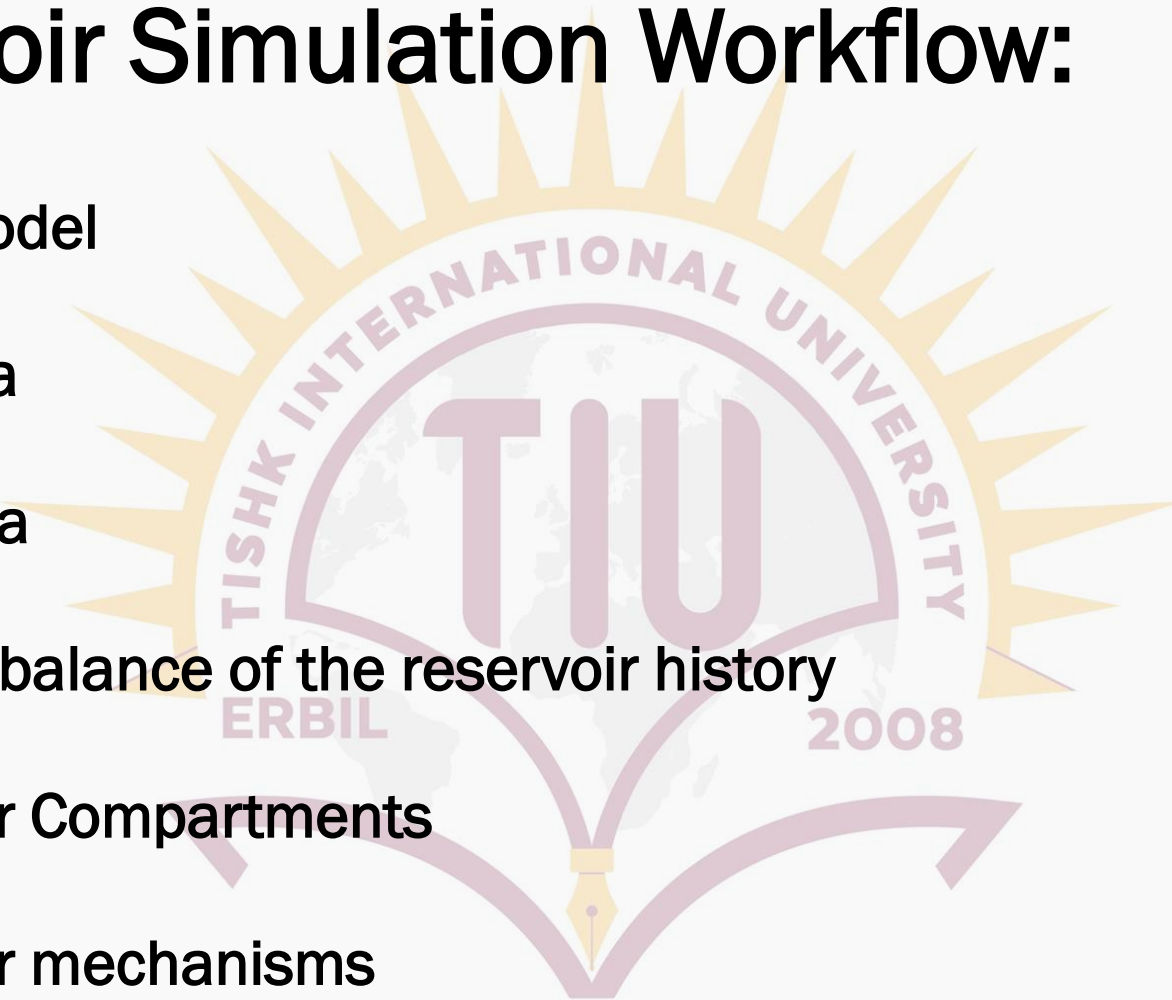 oir Simulation Workflow:
odel
TISHK INTERNATIONAL UNIVERSITY
a
TIU
a
balance of the reservoir history
ERBIL
2008
r Compartments
r mechanisms